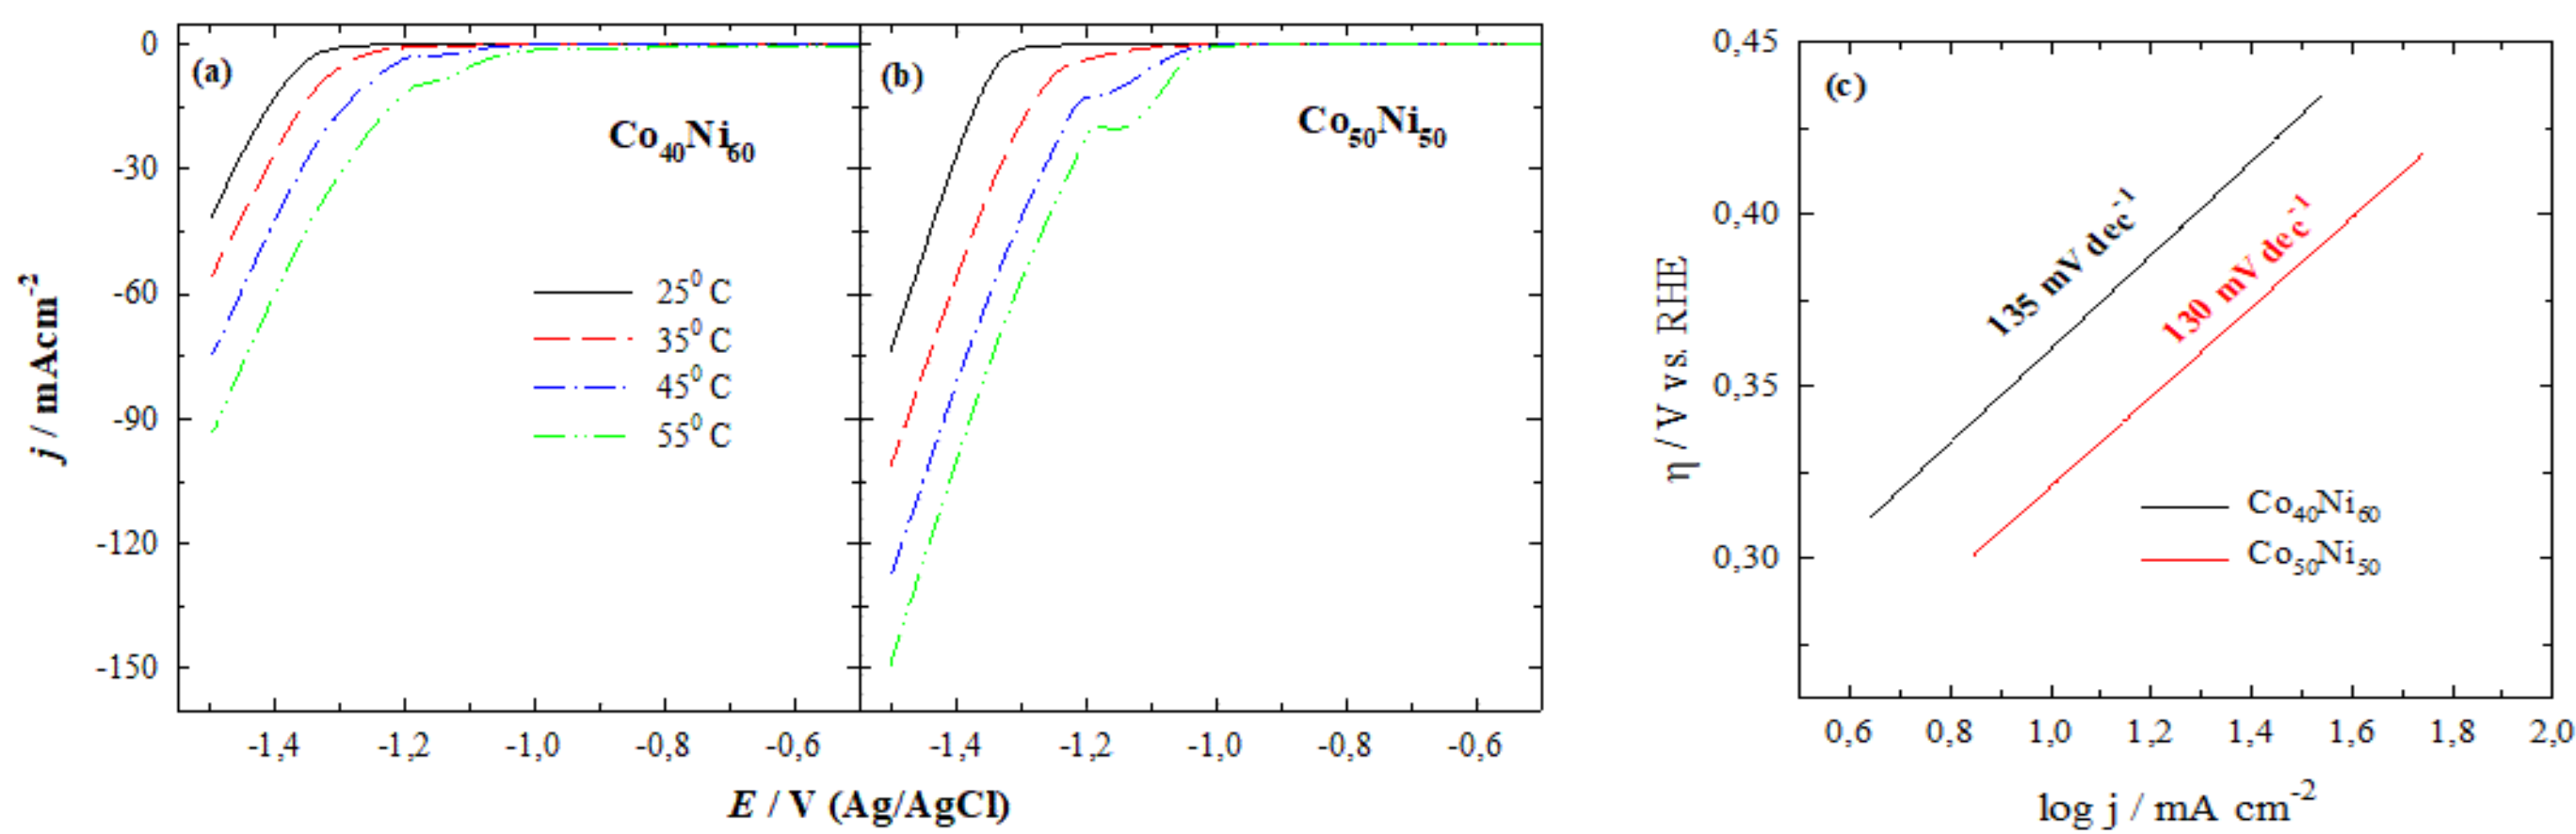 (a)
Co40Ni60
25⁰ C
35⁰ C
45⁰ C
55⁰ C
0
-30
-60
-90
-120
-150
j / mAcm⁻²
-1,4 -1,2 -1,0 -0,8 -0,6
(b)
Co50Ni50
-1,4 -1,2 -1,0 -0,8 -0,6
E / V (Ag/AgCl)
(c)
0,45
0,40
0,35
0,30
η / V vs. RHE
135 mV dec⁻¹
130 mV dec⁻¹
Co40Ni60
Co50Ni50
0,6 0,8 1,0 1,2 1,4 1,6 1,8 2,0
log j / mA cm⁻²